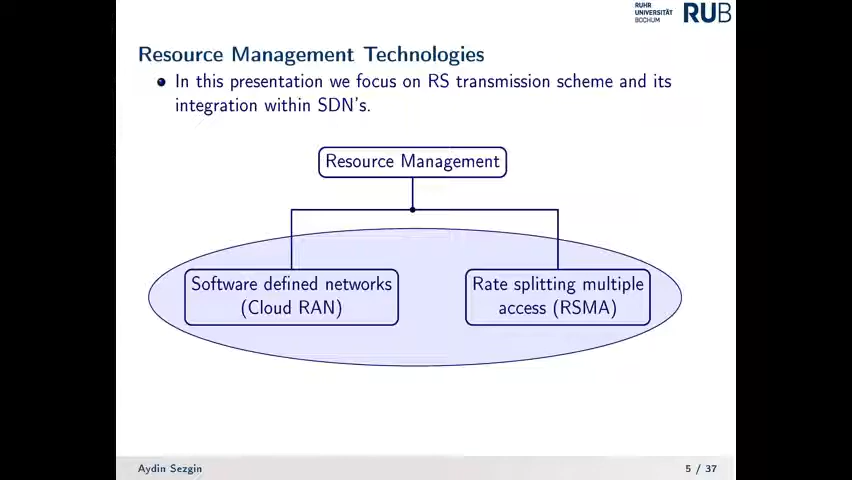 RUHR
UNIVERSITÄT
BOCHUM
RUB
Resource Management Technologies
In this presentation we focus on RS transmission scheme and its
integration within SDN's.
Resource Management
Software defined networks
(Cloud RAN)
Rate splitting multiple
access (RSMA)
Aydin Sezgin
5 / 37